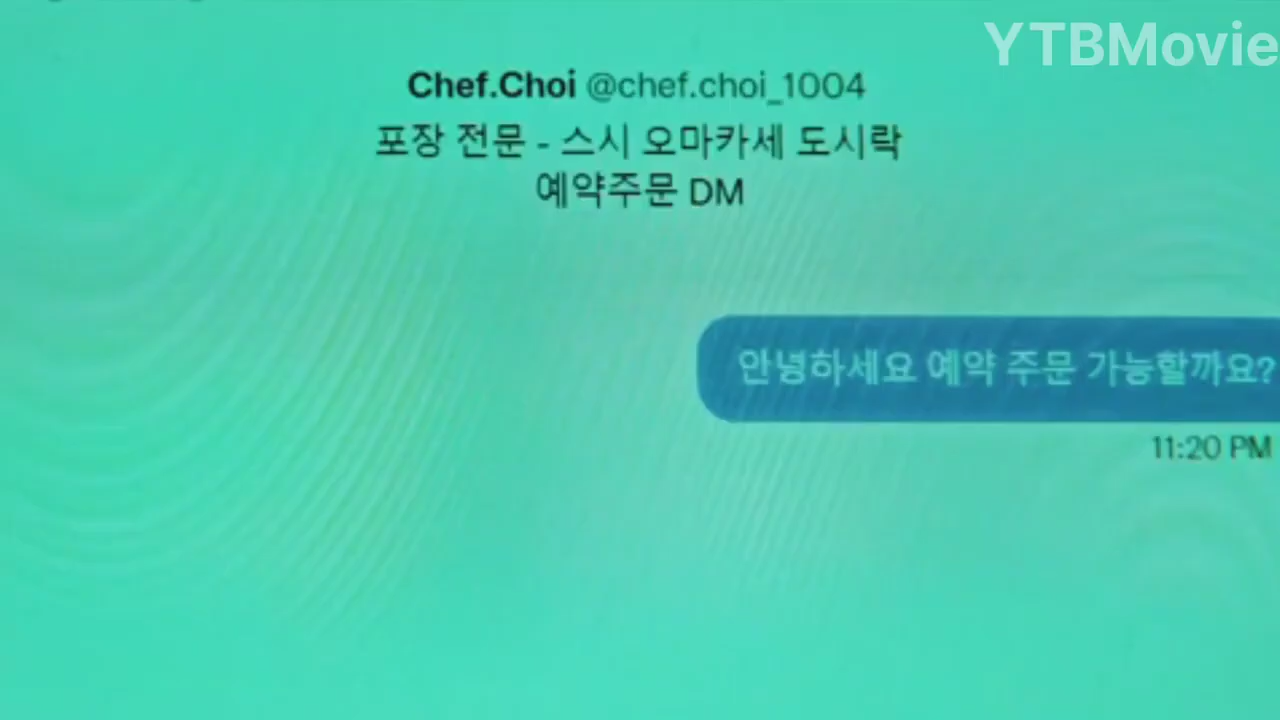 YTBMovie
Chef.Choi @chef.choi_1004
포장 전문 - 스시 오마카세 도시락
예약주문 DM
안녕하세요 예약 주문 가능할까요?
11:20 PM